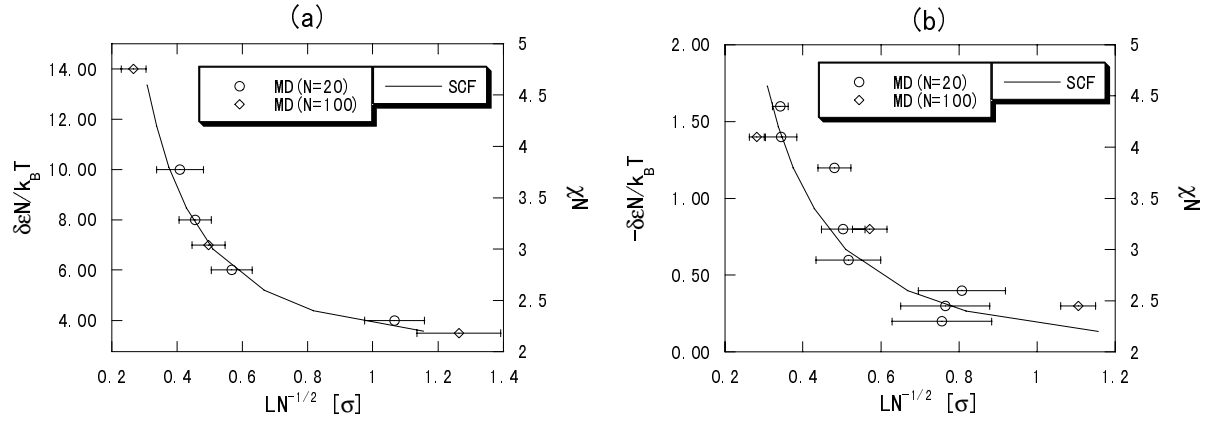 (a)
14.00
12.00
10.00
8.00
6.00
4.00
δεN/k_BT
5
4.5
4
3.5
3
2.5
2
Nχ
MD(N=20)
MD(N=100)
SCF
0.2 0.4 0.6 0.8 1 1.2 1.4
LN^{-1/2} [σ]
(b)
2.00
1.50
1.00
0.50
0.00
-δεN/k_BT
5
4.5
4
3.5
3
2.5
2
Nχ
MD(N=20)
MD(N=100)
SCF
0.2 0.4 0.6 0.8 1 1.2
LN^{-1/2} [σ]